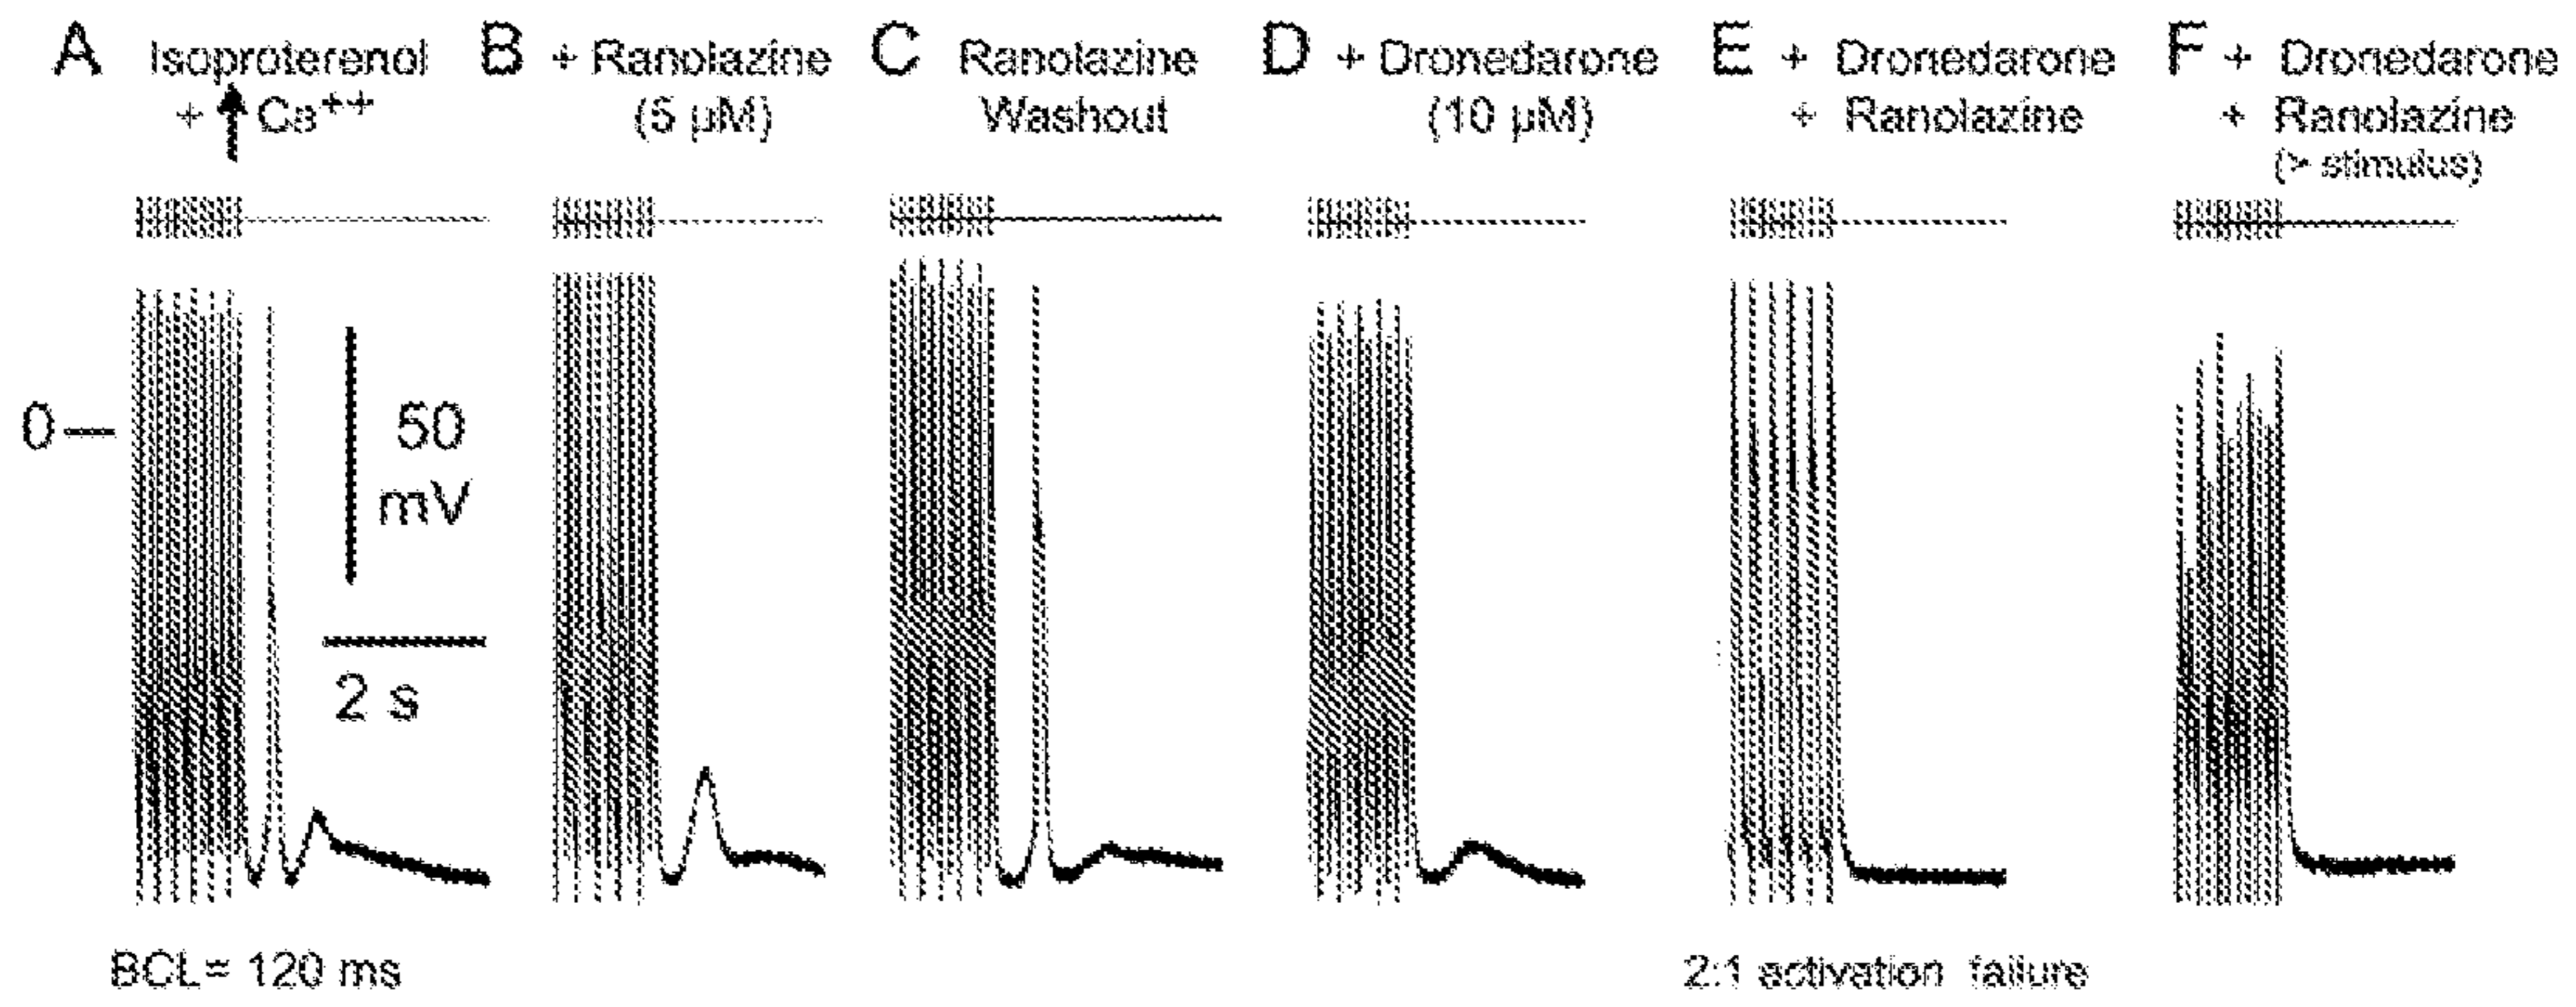 A Isoproterenol
+ ↑ Ca⁺⁺
B + Ranolazine
(5 μM)
C Ranolazine
Washout
D + Dronedarone
(10 μM)
E + Dronedarone
+ Ranolazine
F + Dronedarone
+ Ranolazine
(> stimulus)
0
50
mV
2 s
BCL= 120 ms
2:1 activation failure